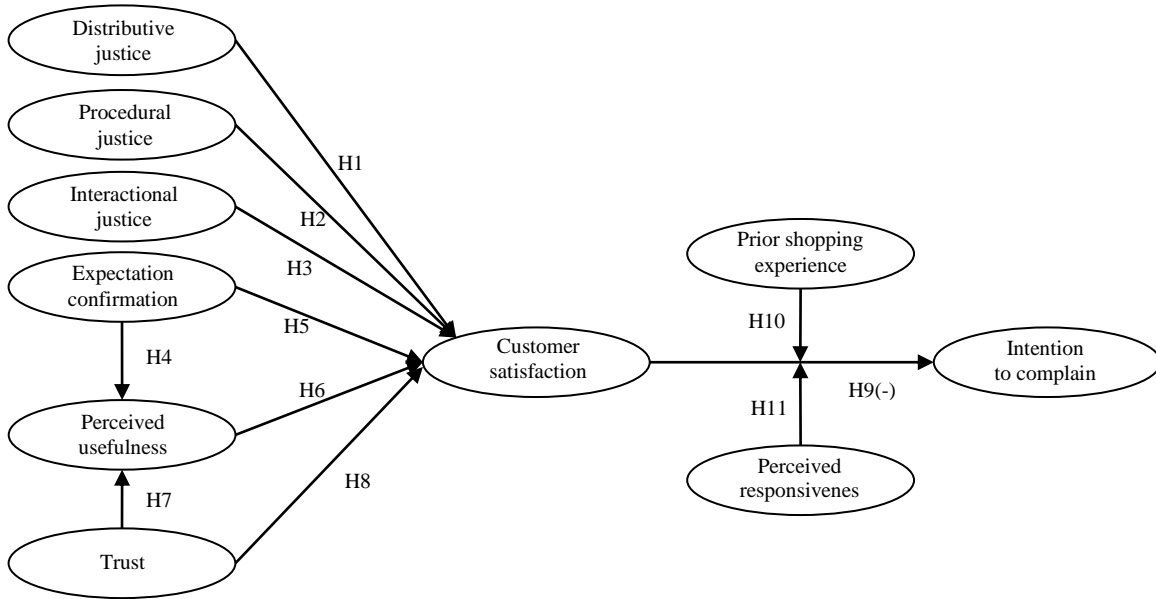 Distributive
justice
Procedural
justice
H1
Interactional
justice
H2
H3
Prior shopping
experience
Expectation
confirmation
H5
H10
H4
Customer
satisfaction
Intention
to complain
H6
H9(-)
H11
Perceived
usefulness
Perceived
responsivenes
H8
H7
Trust